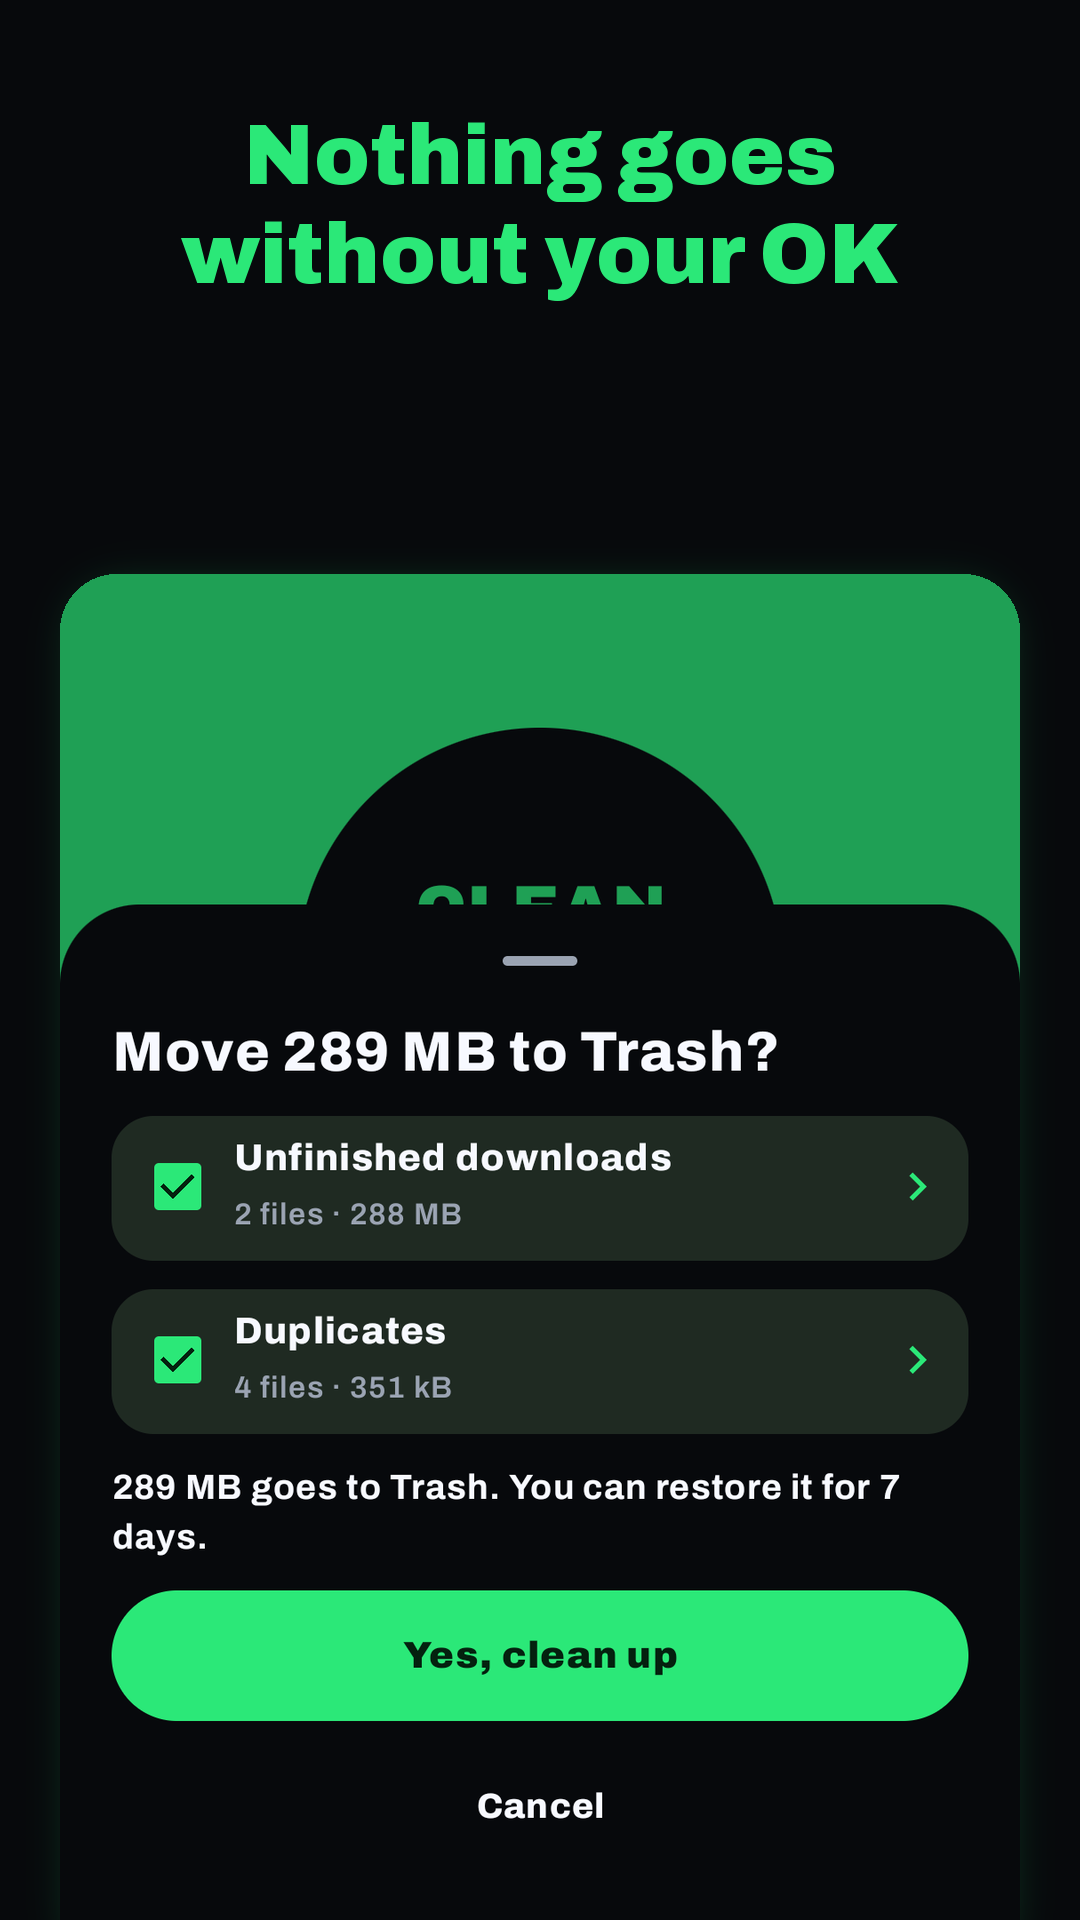 Nothing goes
without your OK
CLEAN
Move 289 MB to Trash?
Unfinished downloads
2 files · 288 MB
Duplicates
4 files · 351 kB
289 MB goes to Trash. You can restore it for 7
days.
Yes, clean up
Cancel